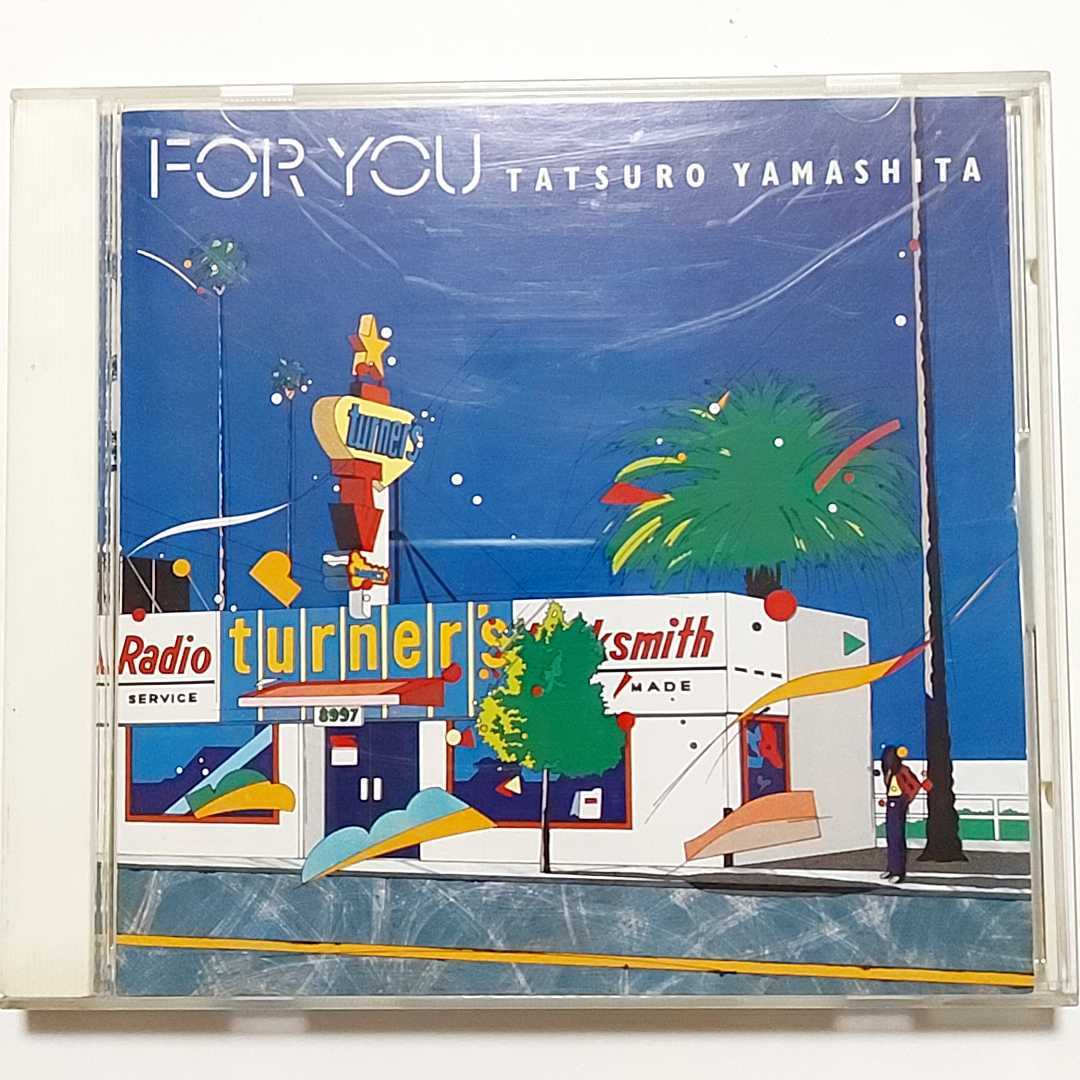 FOR YOU TATSURO YAMASHITA
turner's
Radio
SERVICE
turner's
ksmith
MADE
8997